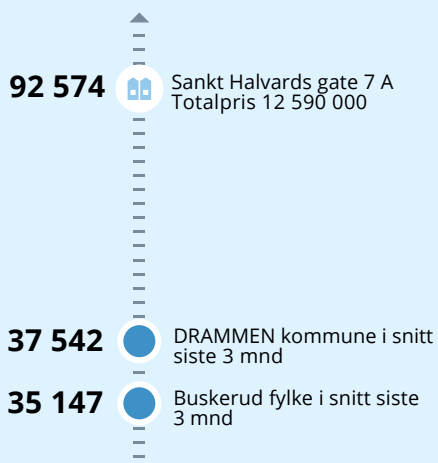 92 574
Sankt Halvards gate 7 A
Totalpris 12 590 000
37 542
DRAMMEN kommune i snitt
siste 3 mnd
35 147
Buskerud fylke i snitt siste
3 mnd